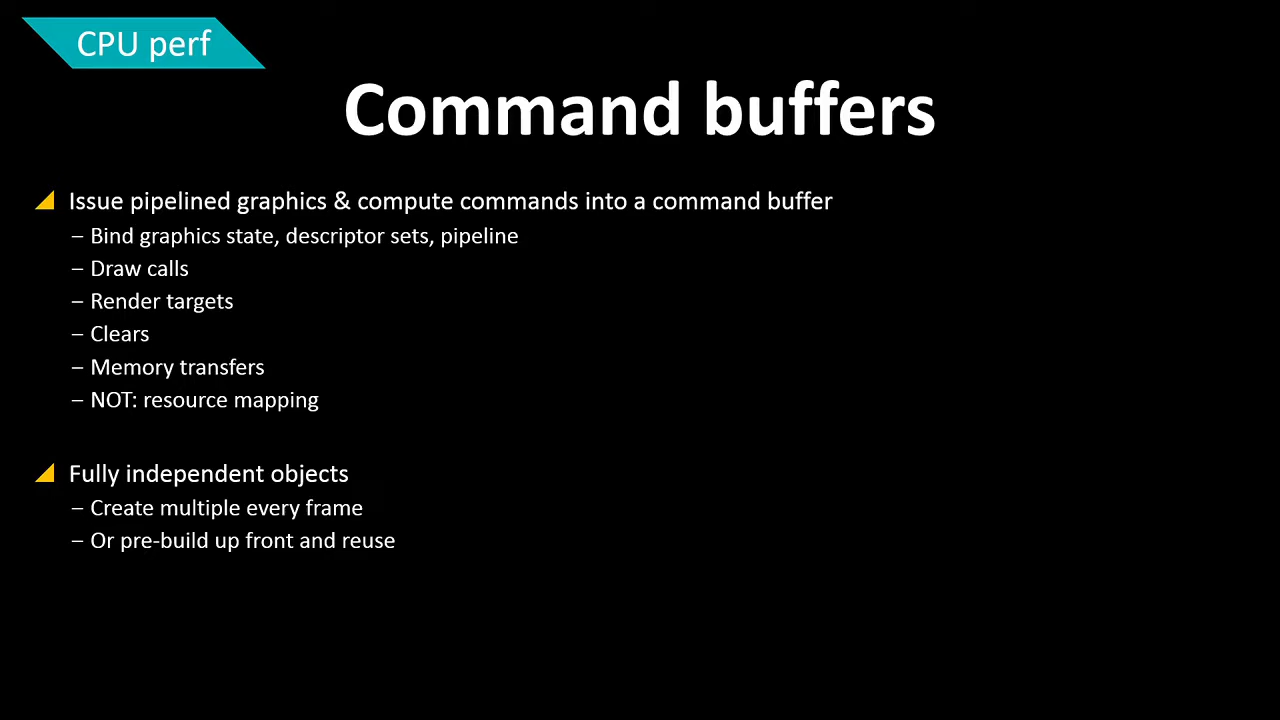 CPU perf
Command buffers
Issue pipelined graphics & compute commands into a command buffer
– Bind graphics state, descriptor sets, pipeline
– Draw calls
– Render targets
– Clears
– Memory transfers
– NOT: resource mapping
Fully independent objects
– Create multiple every frame
– Or pre-build up front and reuse